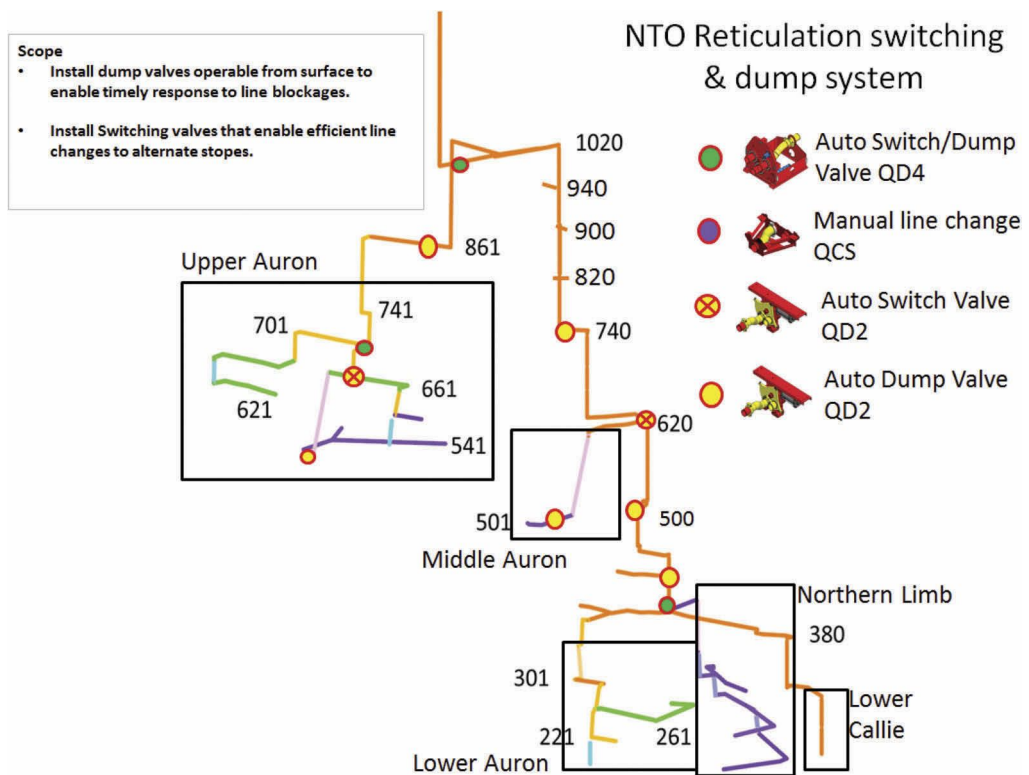 NTO Reticulation switching
& dump system
Scope
• Install dump valves operable from surface to
enable timely response to line blockages.
• Install Switching valves that enable efficient line
changes to alternate stopes.
Auto Switch/Dump
Valve QD4
Manual line change
QCS
Auto Switch Valve
QD2
Auto Dump Valve
QD2
1020
940
900
820
861
740
Upper Auron
741
701
661
621
541
620
501
500
Middle Auron
Northern Limb
380
301
221
261
Lower Auron
Lower
Callie